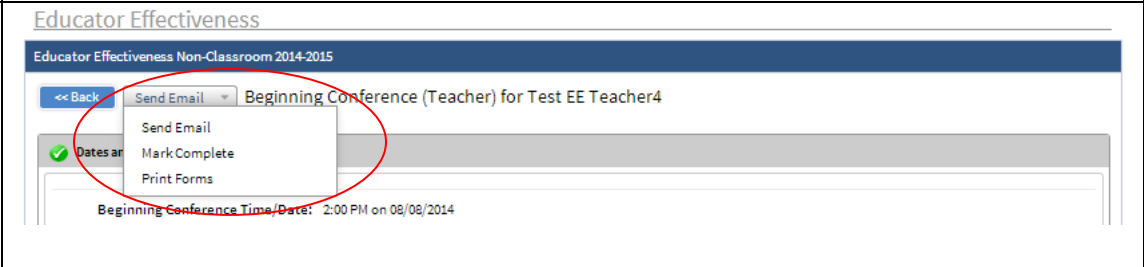 Educator Effectiveness
Educator Effectiveness Non-Classroom 2014-2015
<< Back Send Email Beginning Conference (Teacher) for Test EE Teacher4
Send Email
Dates ar
Mark Complete
Print Forms
Beginning Conference Time/Date: 2:00 PM on 08/08/2014